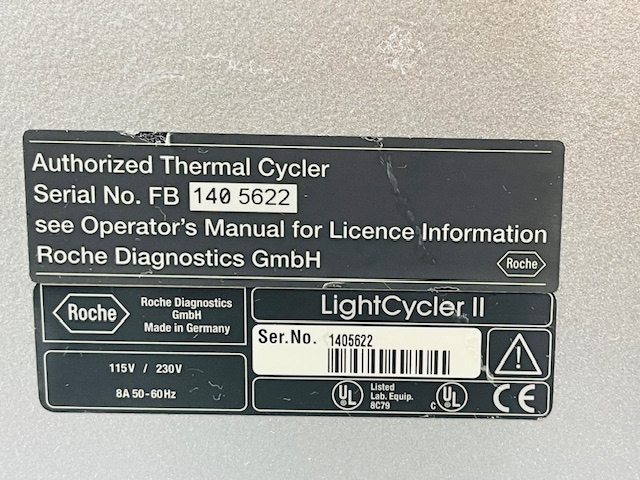 Authorized Thermal Cycler
Serial No. FB 140 5622
see Operator's Manual for Licence Information
Roche Diagnostics GmbH
Roche
Roche
Roche Diagnostics
GmbH
Made in Germany
115V / 230V
8A 50-60Hz
LightCycler II
Ser.No. 1405622
UL
Listed
Lab. Equip.
8C79
C UL
CE